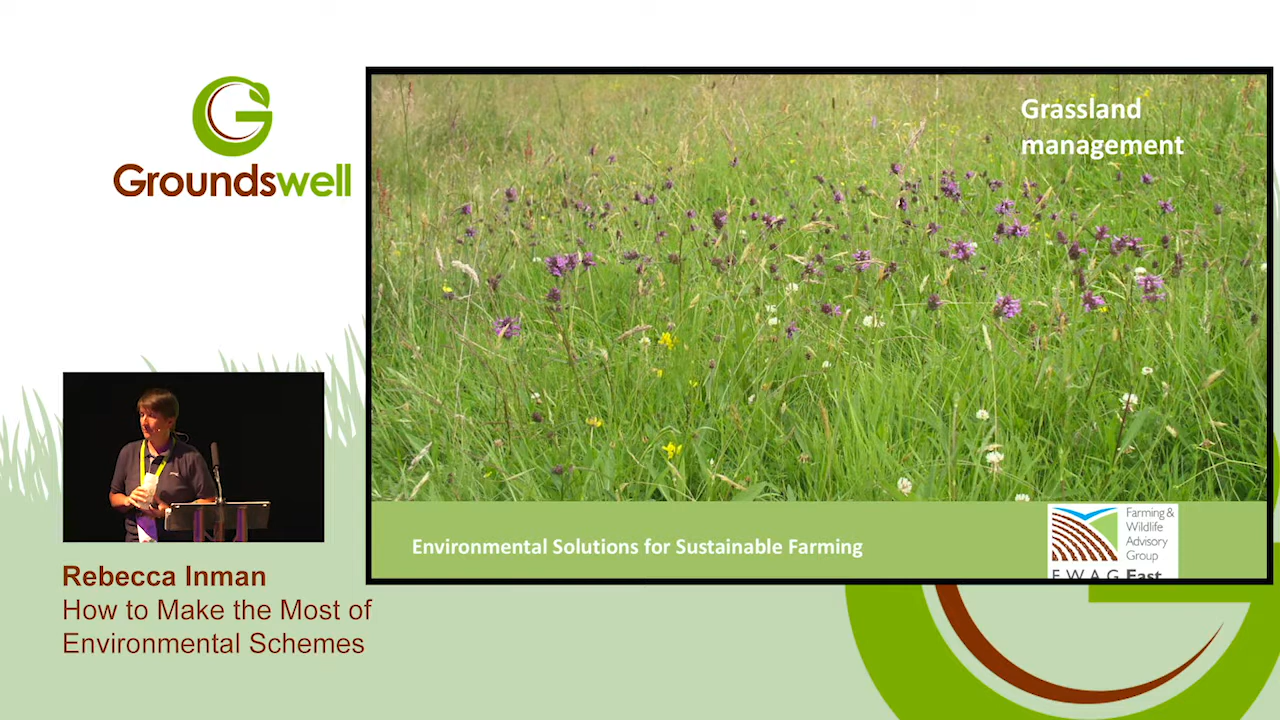 Groundswell
Grassland
management
Environmental Solutions for Sustainable Farming
Farming &
Wildlife
Advisory
Group
F W A G East
Rebecca Inman
How to Make the Most of
Environmental Schemes